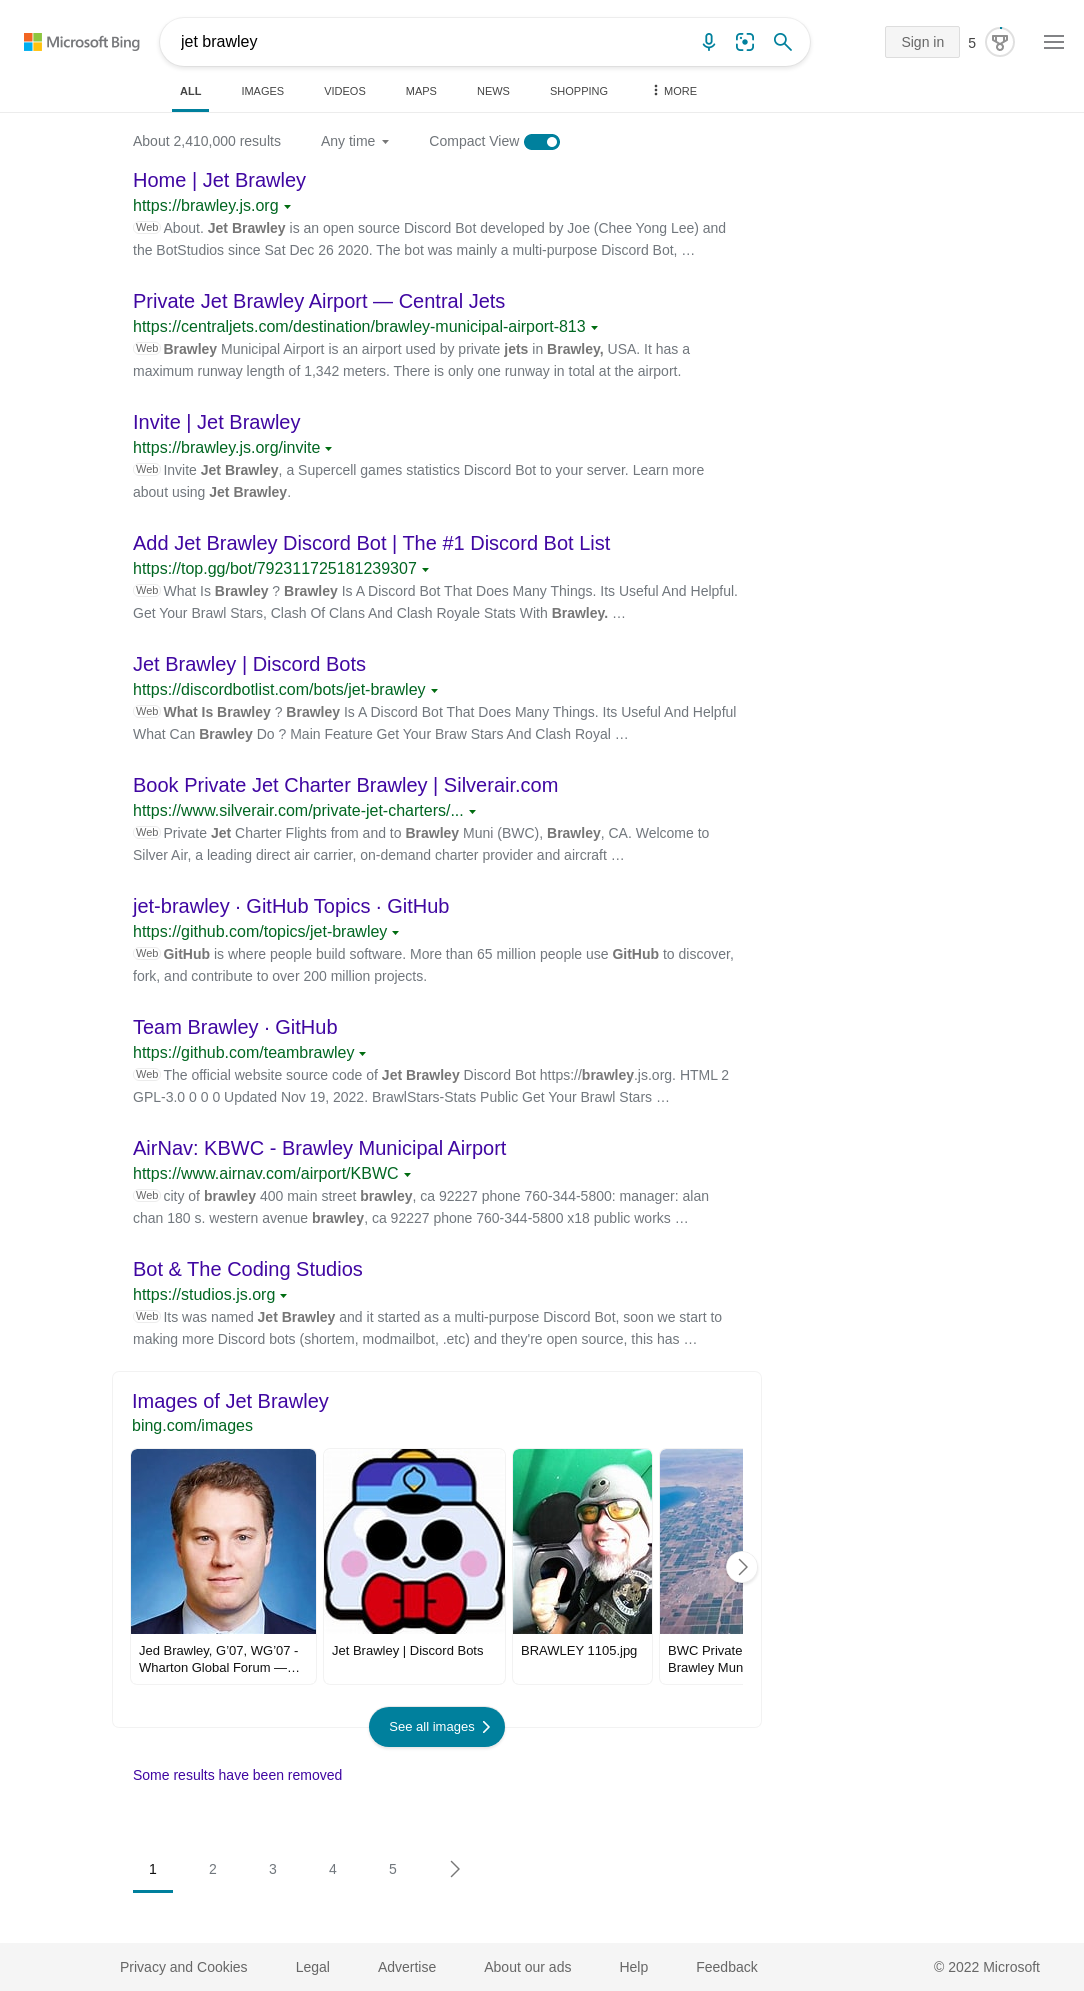 Microsoft Bing
jet brawley
Sign in
5
ALL
IMAGES
VIDEOS
MAPS
NEWS
SHOPPING
MORE
About 2,410,000 results
Any time
Compact View
Home | Jet Brawley
https://brawley.js.org
Web About. Jet Brawley is an open source Discord Bot developed by Joe (Chee Yong Lee) and
the BotStudios since Sat Dec 26 2020. The bot was mainly a multi-purpose Discord Bot, …
Private Jet Brawley Airport — Central Jets
https://centraljets.com/destination/brawley-municipal-airport-813
Web Brawley Municipal Airport is an airport used by private jets in Brawley, USA. It has a
maximum runway length of 1,342 meters. There is only one runway in total at the airport.
Invite | Jet Brawley
https://brawley.js.org/invite
Web Invite Jet Brawley, a Supercell games statistics Discord Bot to your server. Learn more
about using Jet Brawley.
Add Jet Brawley Discord Bot | The #1 Discord Bot List
https://top.gg/bot/792311725181239307
Web What Is Brawley ? Brawley Is A Discord Bot That Does Many Things. Its Useful And Helpful.
Get Your Brawl Stars, Clash Of Clans And Clash Royale Stats With Brawley. …
Jet Brawley | Discord Bots
https://discordbotlist.com/bots/jet-brawley
Web What Is Brawley ? Brawley Is A Discord Bot That Does Many Things. Its Useful And Helpful
What Can Brawley Do ? Main Feature Get Your Braw Stars And Clash Royal …
Book Private Jet Charter Brawley | Silverair.com
https://www.silverair.com/private-jet-charters/...
Web Private Jet Charter Flights from and to Brawley Muni (BWC), Brawley, CA. Welcome to
Silver Air, a leading direct air carrier, on-demand charter provider and aircraft …
jet-brawley · GitHub Topics · GitHub
https://github.com/topics/jet-brawley
Web GitHub is where people build software. More than 65 million people use GitHub to discover,
fork, and contribute to over 200 million projects.
Team Brawley · GitHub
https://github.com/teambrawley
Web The official website source code of Jet Brawley Discord Bot https://brawley.js.org. HTML 2
GPL-3.0 0 0 0 Updated Nov 19, 2022. BrawlStars-Stats Public Get Your Brawl Stars …
AirNav: KBWC - Brawley Municipal Airport
https://www.airnav.com/airport/KBWC
Web city of brawley 400 main street brawley, ca 92227 phone 760-344-5800: manager: alan
chan 180 s. western avenue brawley, ca 92227 phone 760-344-5800 x18 public works …
Bot & The Coding Studios
https://studios.js.org
Web Its was named Jet Brawley and it started as a multi-purpose Discord Bot, soon we start to
making more Discord bots (shortem, modmailbot, .etc) and they're open source, this has …
Images of Jet Brawley
bing.com/images
Jed Brawley, G'07, WG'07 -
Wharton Global Forum —…
Jet Brawley | Discord Bots
BRAWLEY 1105.jpg
BWC Private
Brawley Mun
See all images
Some results have been removed
1
2
3
4
5
Privacy and Cookies
Legal
Advertise
About our ads
Help
Feedback
© 2022 Microsoft